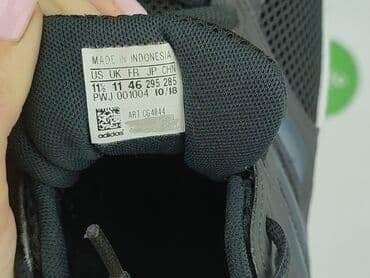 MADE IN INDONESIA
US UK FR JP CHN
11½ 11 46 295 285
PWJ 001004 10/18
ART CG4844
adidas